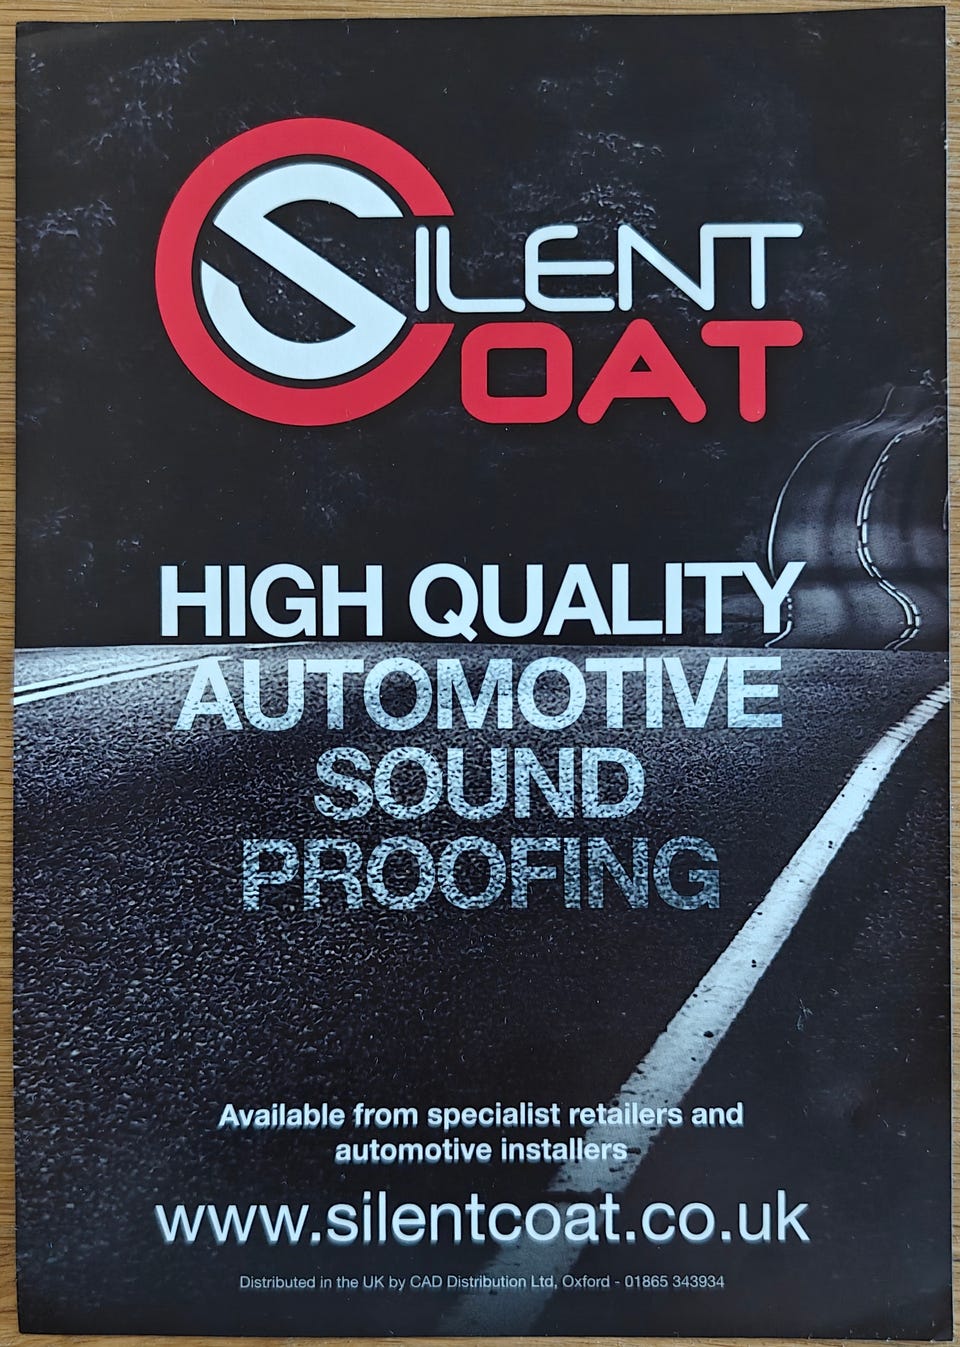 SILENT
COAT
HIGH QUALITY
AUTOMOTIVE
SOUND
PROOFING
Available from specialist retailers and
automotive installers
www.silentcoat.co.uk
Distributed in the UK by CAD Distribution Ltd, Oxford - 01865 343934